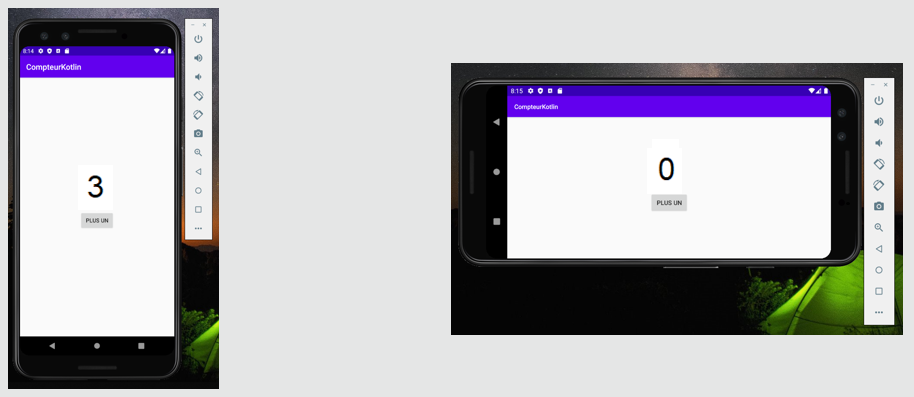 8:14
CompteurKotlin
3
PLUS UN
8:15
CompteurKotlin
0
PLUS UN